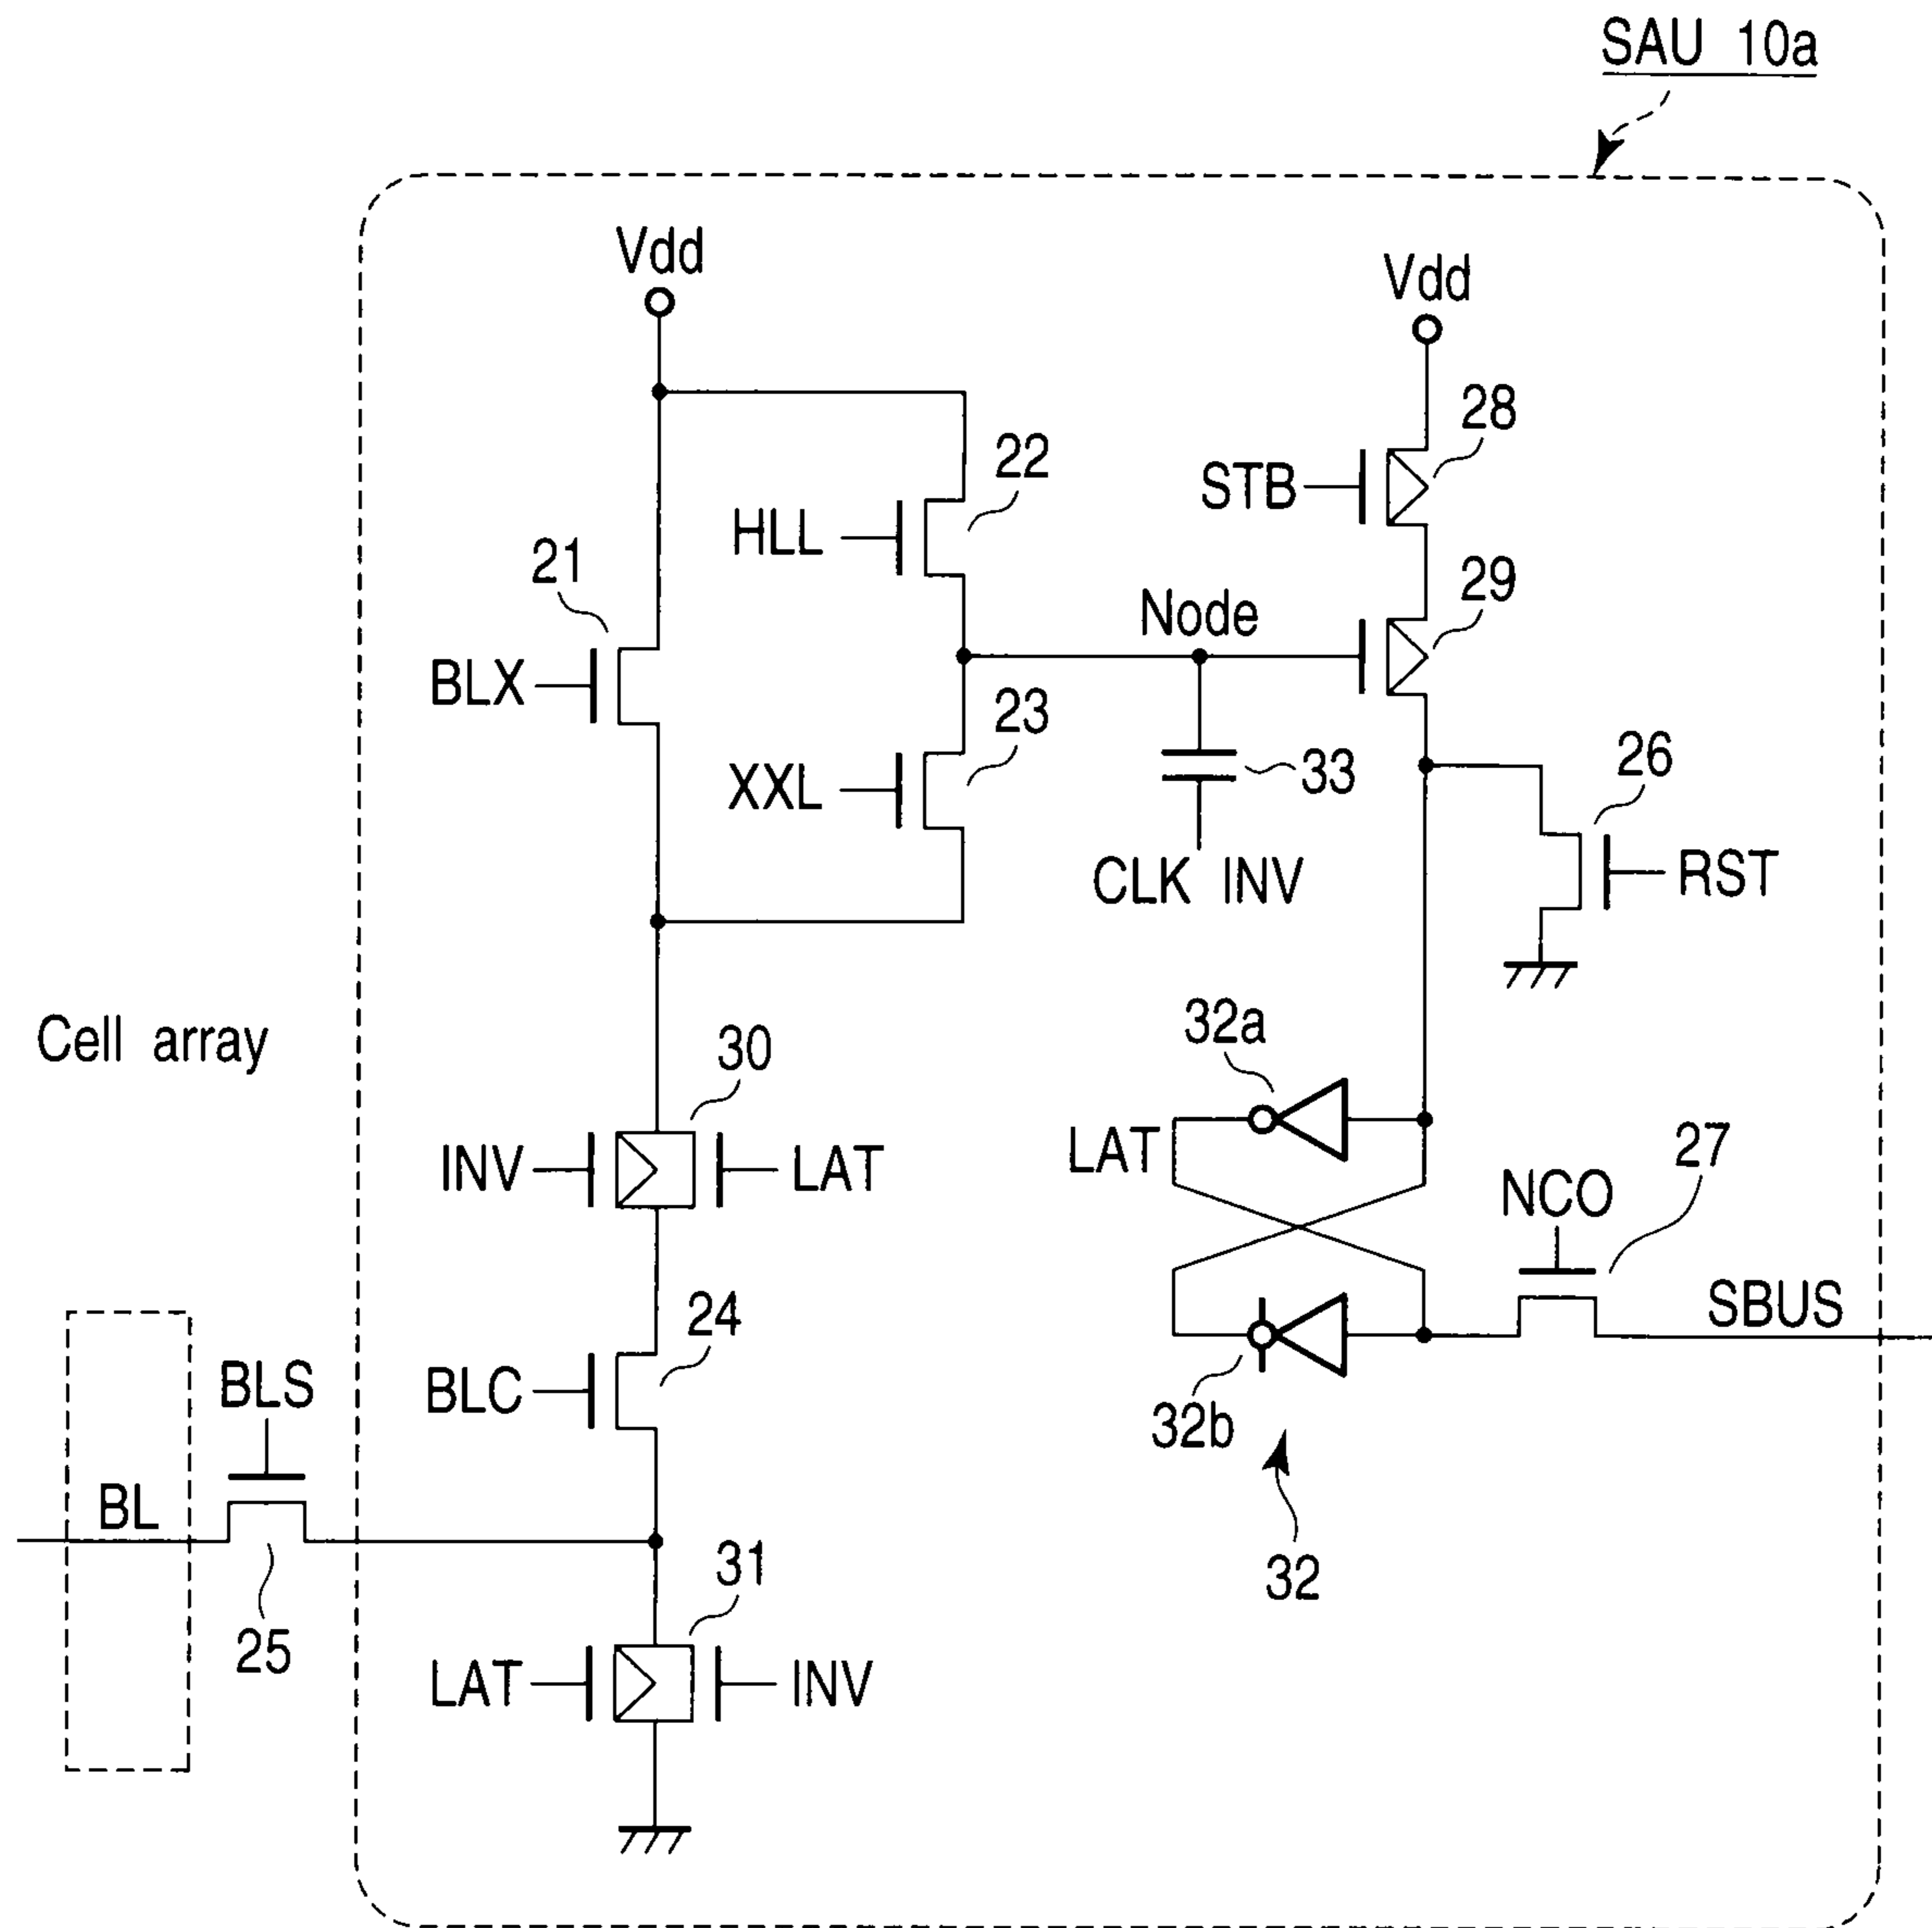 SAU 10a
Vdd
Vdd
28
22
STB
HLL
21
29
Node
BLX
23
26
XXL
33
CLK INV
RST
Cell array
32a
30
LAT
27
INV
LAT
NCO
24
SBUS
BLS
BLC
32b
BL
31
32
25
LAT
INV